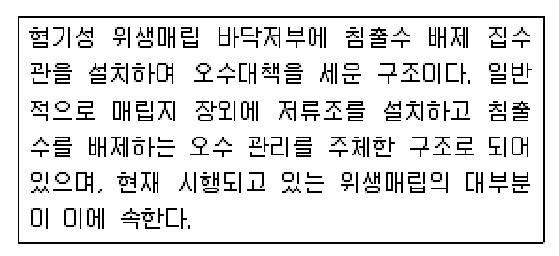 혐기성 위생매립 바닥저부에 침출수 배제 집수
관을 설치하여 오수대책을 세운 구조이다. 일반
적으로 매립지 장외에 저류조를 설치하고 침출
수를 배제하는 오수 관리를 주체한 구조로 되어
있으며, 현재 시행되고 있는 위생매립의 대부분
이 이에 속한다.